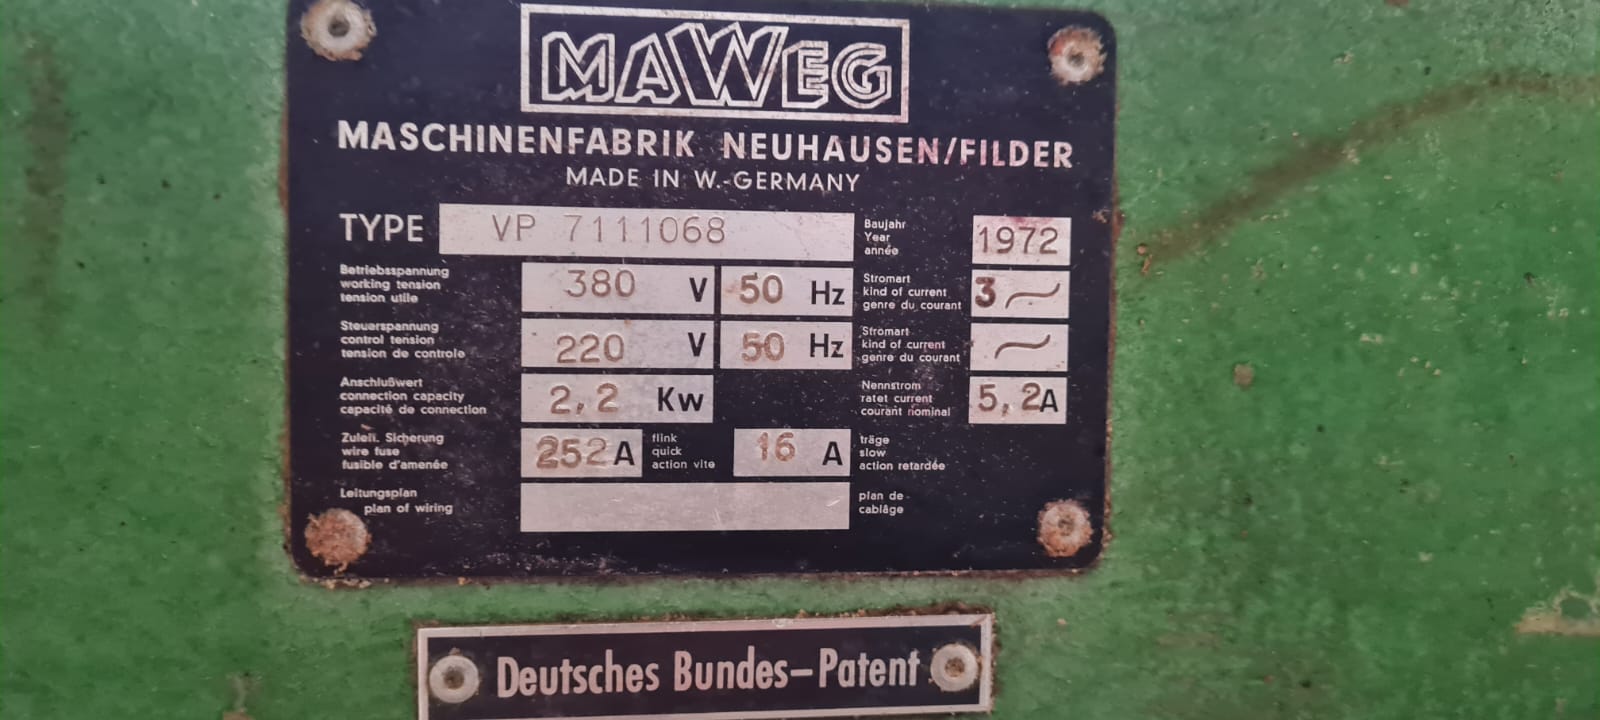 MAWEG
MASCHINENFABRIK NEUHAUSEN/FILDER
MADE IN W.-GERMANY
TYPE VP 7111068
Baujahr
Year
année
1972
Betriebsspannung
working tension
tension utile
380 V 50 Hz
Stromart
kind of current
genre du courant
3 ~
Steuerspannung
control tension
tension de controle
220 V 50 Hz
Stromart
kind of current
genre du courant
~
Anschlußwert
connection capacity
capacité de connection
2,2 Kw
Nennstrom
ratet current
courant nominal
5,2A
Zuleit. Sicherung
wire fuse
fusible d'amenée
252A
flink
quick
action vite
16 A
träge
slow
action retardée
Leitungsplan
plan of wiring
plan de
cablâge
Deutsches Bundes-Patent